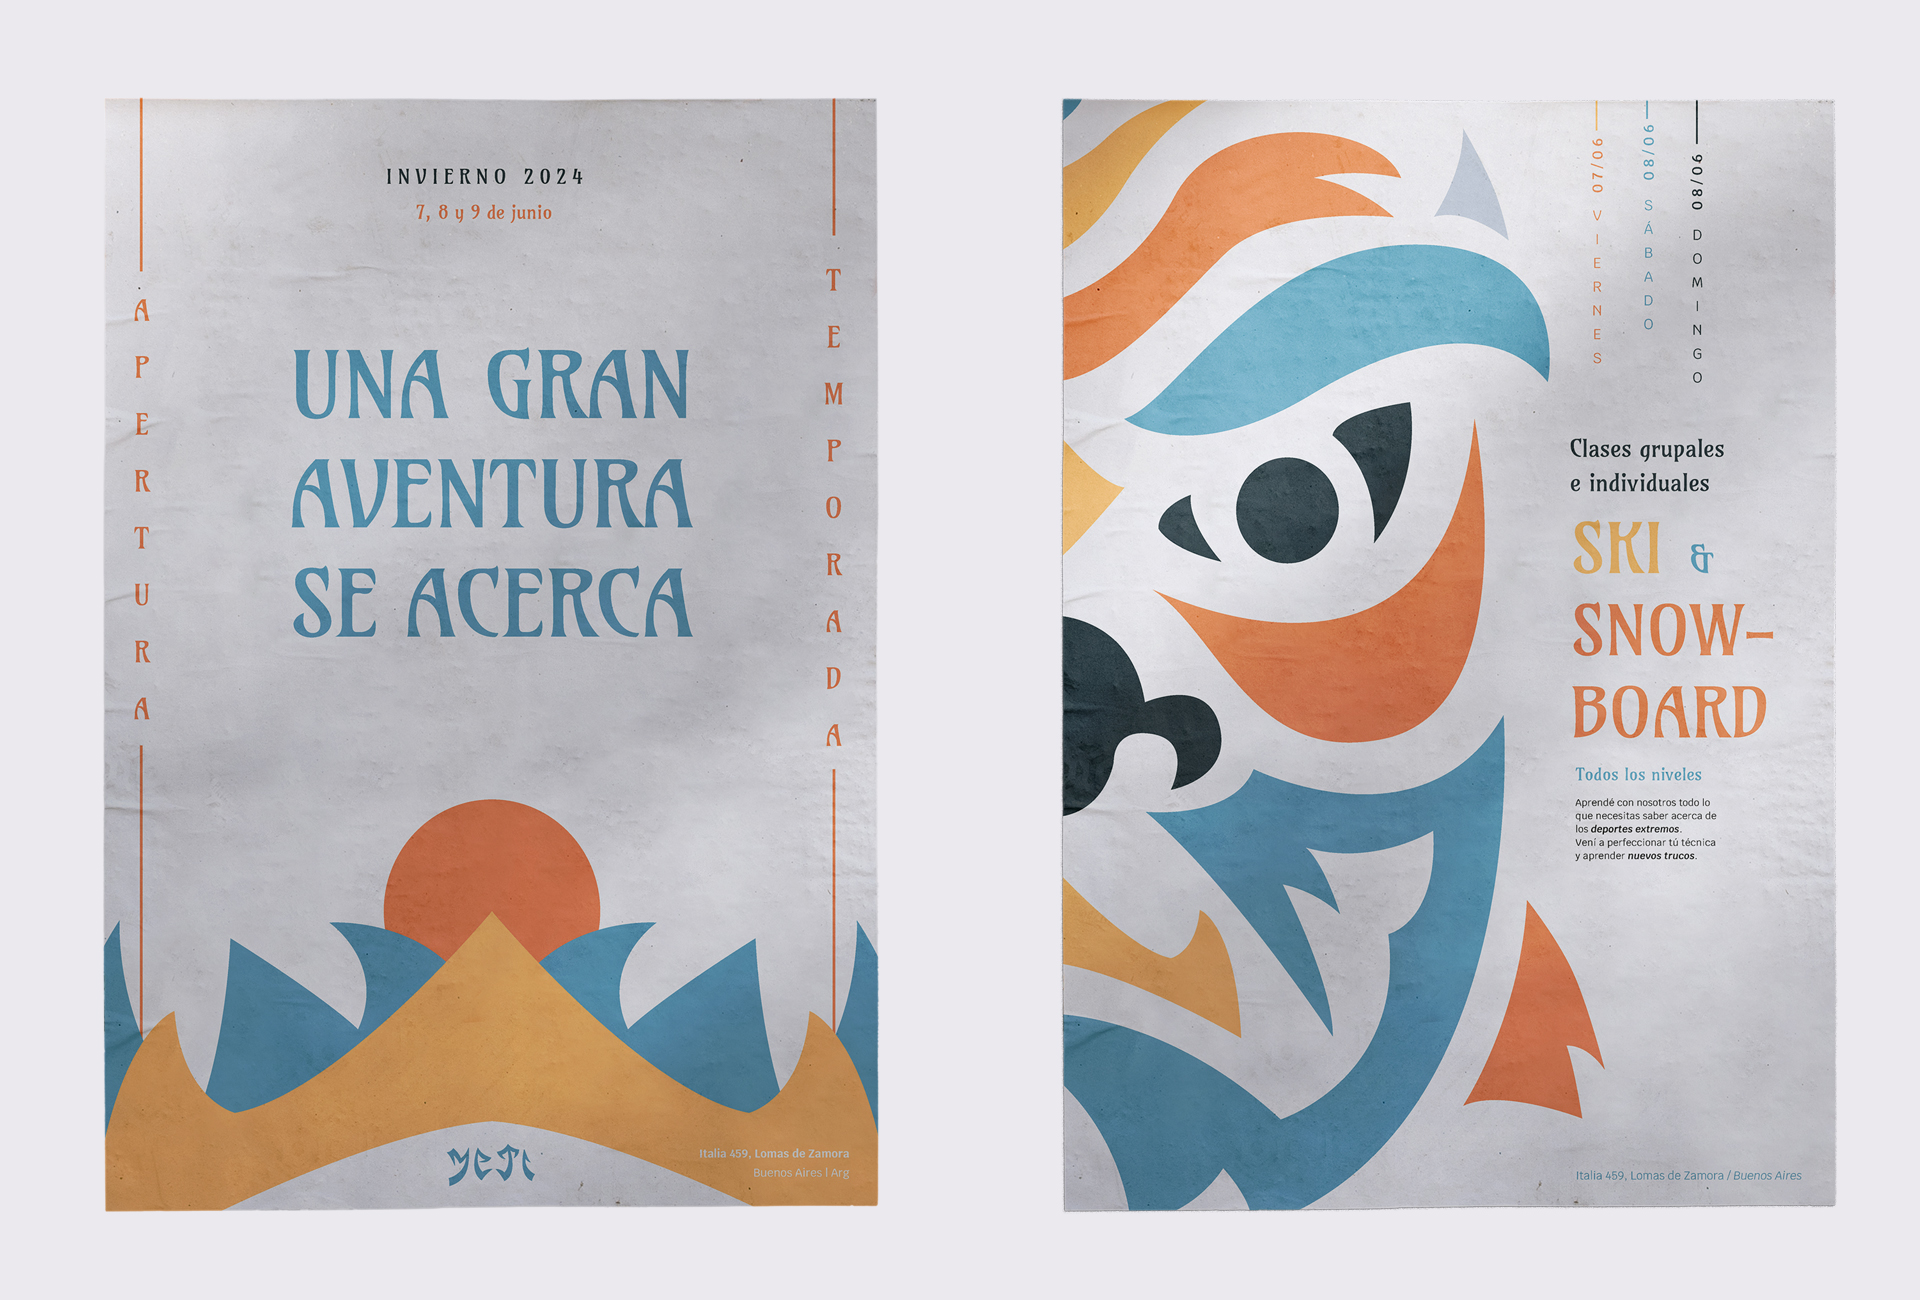 INVIERNO 2024
7, 8 y 9 de junio
APERTURA
TEMPORADA
UNA GRAN
AVENTURA
SE ACERCA
YETI
Italia 459, Lomas de Zamora
Buenos Aires | Arg
07/06 VIERNES
08/06 SÁBADO
08/06 DOMINGO
Clases grupales
e individuales
SKI &
SNOW-
BOARD
Todos los niveles
Aprendé con nosotros todo lo
que necesitas saber acerca de
los deportes extremos.
Vení a perfeccionar tú técnica
y aprender nuevos trucos.
Italia 459, Lomas de Zamora / Buenos Aires